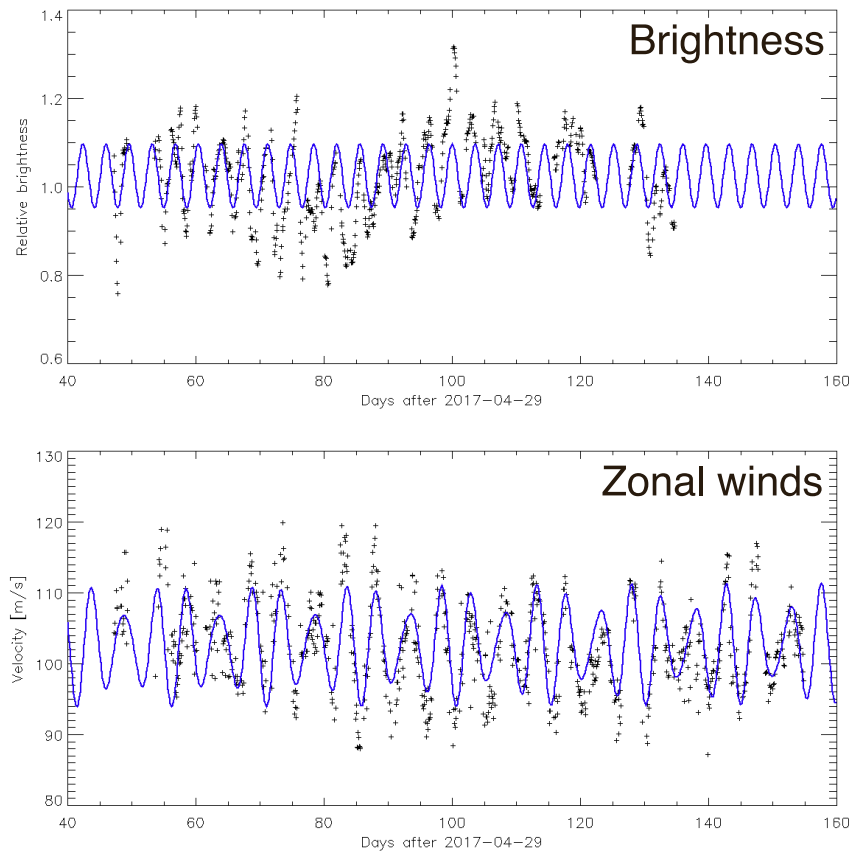 Brightness
1.4
1.2
1.0
0.8
0.6
Relative brightness
40 60 80 100 120 140 160
Days after 2017-04-29
Zonal winds
130
120
110
100
90
80
Velocity [m/s]
40 60 80 100 120 140 160
Days after 2017-04-29